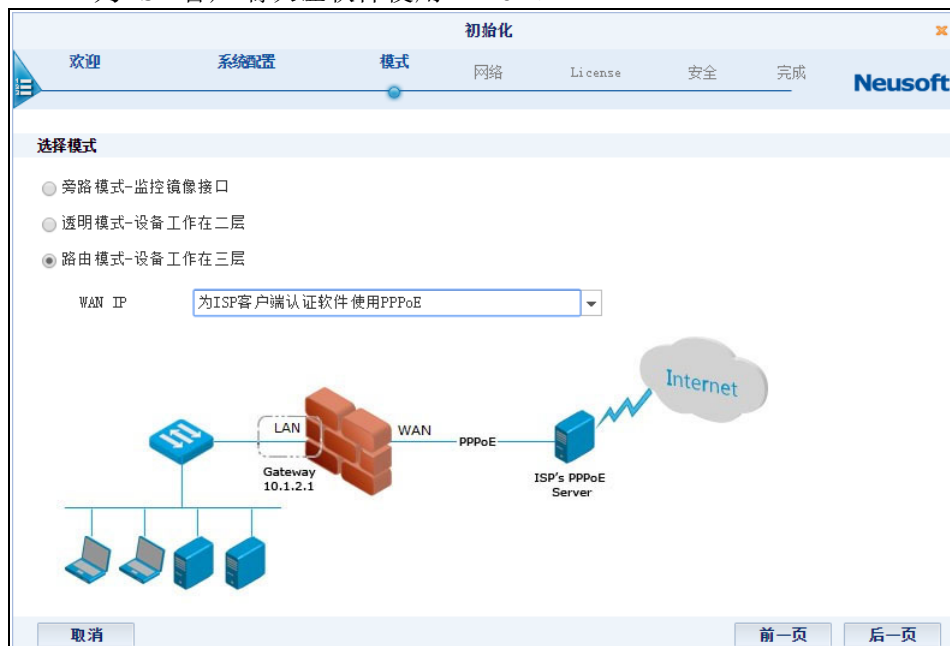 初始化
欢迎 系统配置 模式 网络 License 安全 完成
Neusoft
选择模式
旁路模式-监控镜像接口
透明模式-设备工作在二层
路由模式-设备工作在三层
WAN IP 为ISP客户端认证软件使用PPPoE
Internet
LAN WAN
PPPoE
Gateway
10.1.2.1
ISP's PPPoE
Server
取消 前一页 后一页